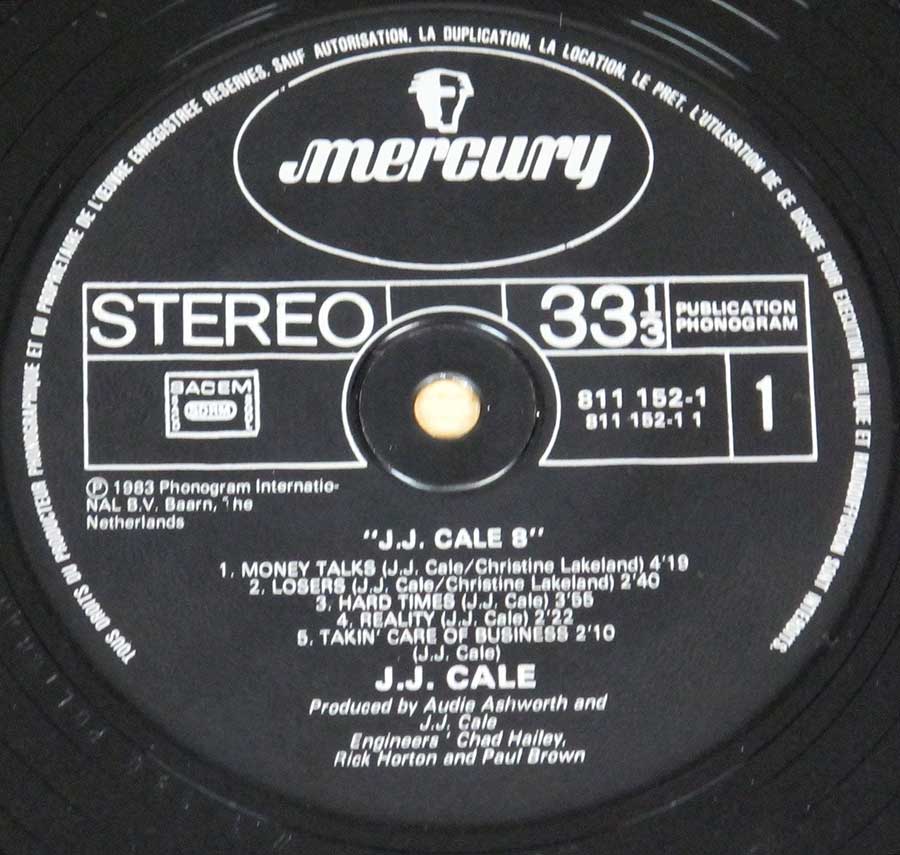 TOUS DROITS DU PRODUCTEUR PHONOGRAPHIQUE ET DU PROPRIETAIRE DE L'ŒUVRE ENREGISTREE RESERVES. SAUF AUTORISATION, LA DUPLICATION, LA LOCATION, LE PRET, L'UTILISATION DE CE DISQUE POUR EXECUTION PUBLIQUE ET RADIODIFFUSION SONT INTERDITS.
mercury
STEREO
33 1/3
PUBLICATION
PHONOGRAM
SACEM
SDRM
811 152-1
811 152-1 1
1
Ⓟ 1983 Phonogram Internatio-
NAL B.V. Baarn, he
Netherlands
"J.J. CALE 8"
1. MONEY TALKS (J.J. Cale/Christine Lakeland) 4'19
2. LOSERS (J.J. Cale/Christine Lakeland) 2'40
3. HARD TIMES (J.J. Cale) 3'55
4. REALITY (J.J. Cale) 2'22
5. TAKIN' CARE OF BUSINESS 2'10
(J.J. Cale)
J.J. CALE
Produced by Audie Ashworth and
J.J. Cale
Engineers ' Chad Hailey,
Rick Horton and Paul Brown